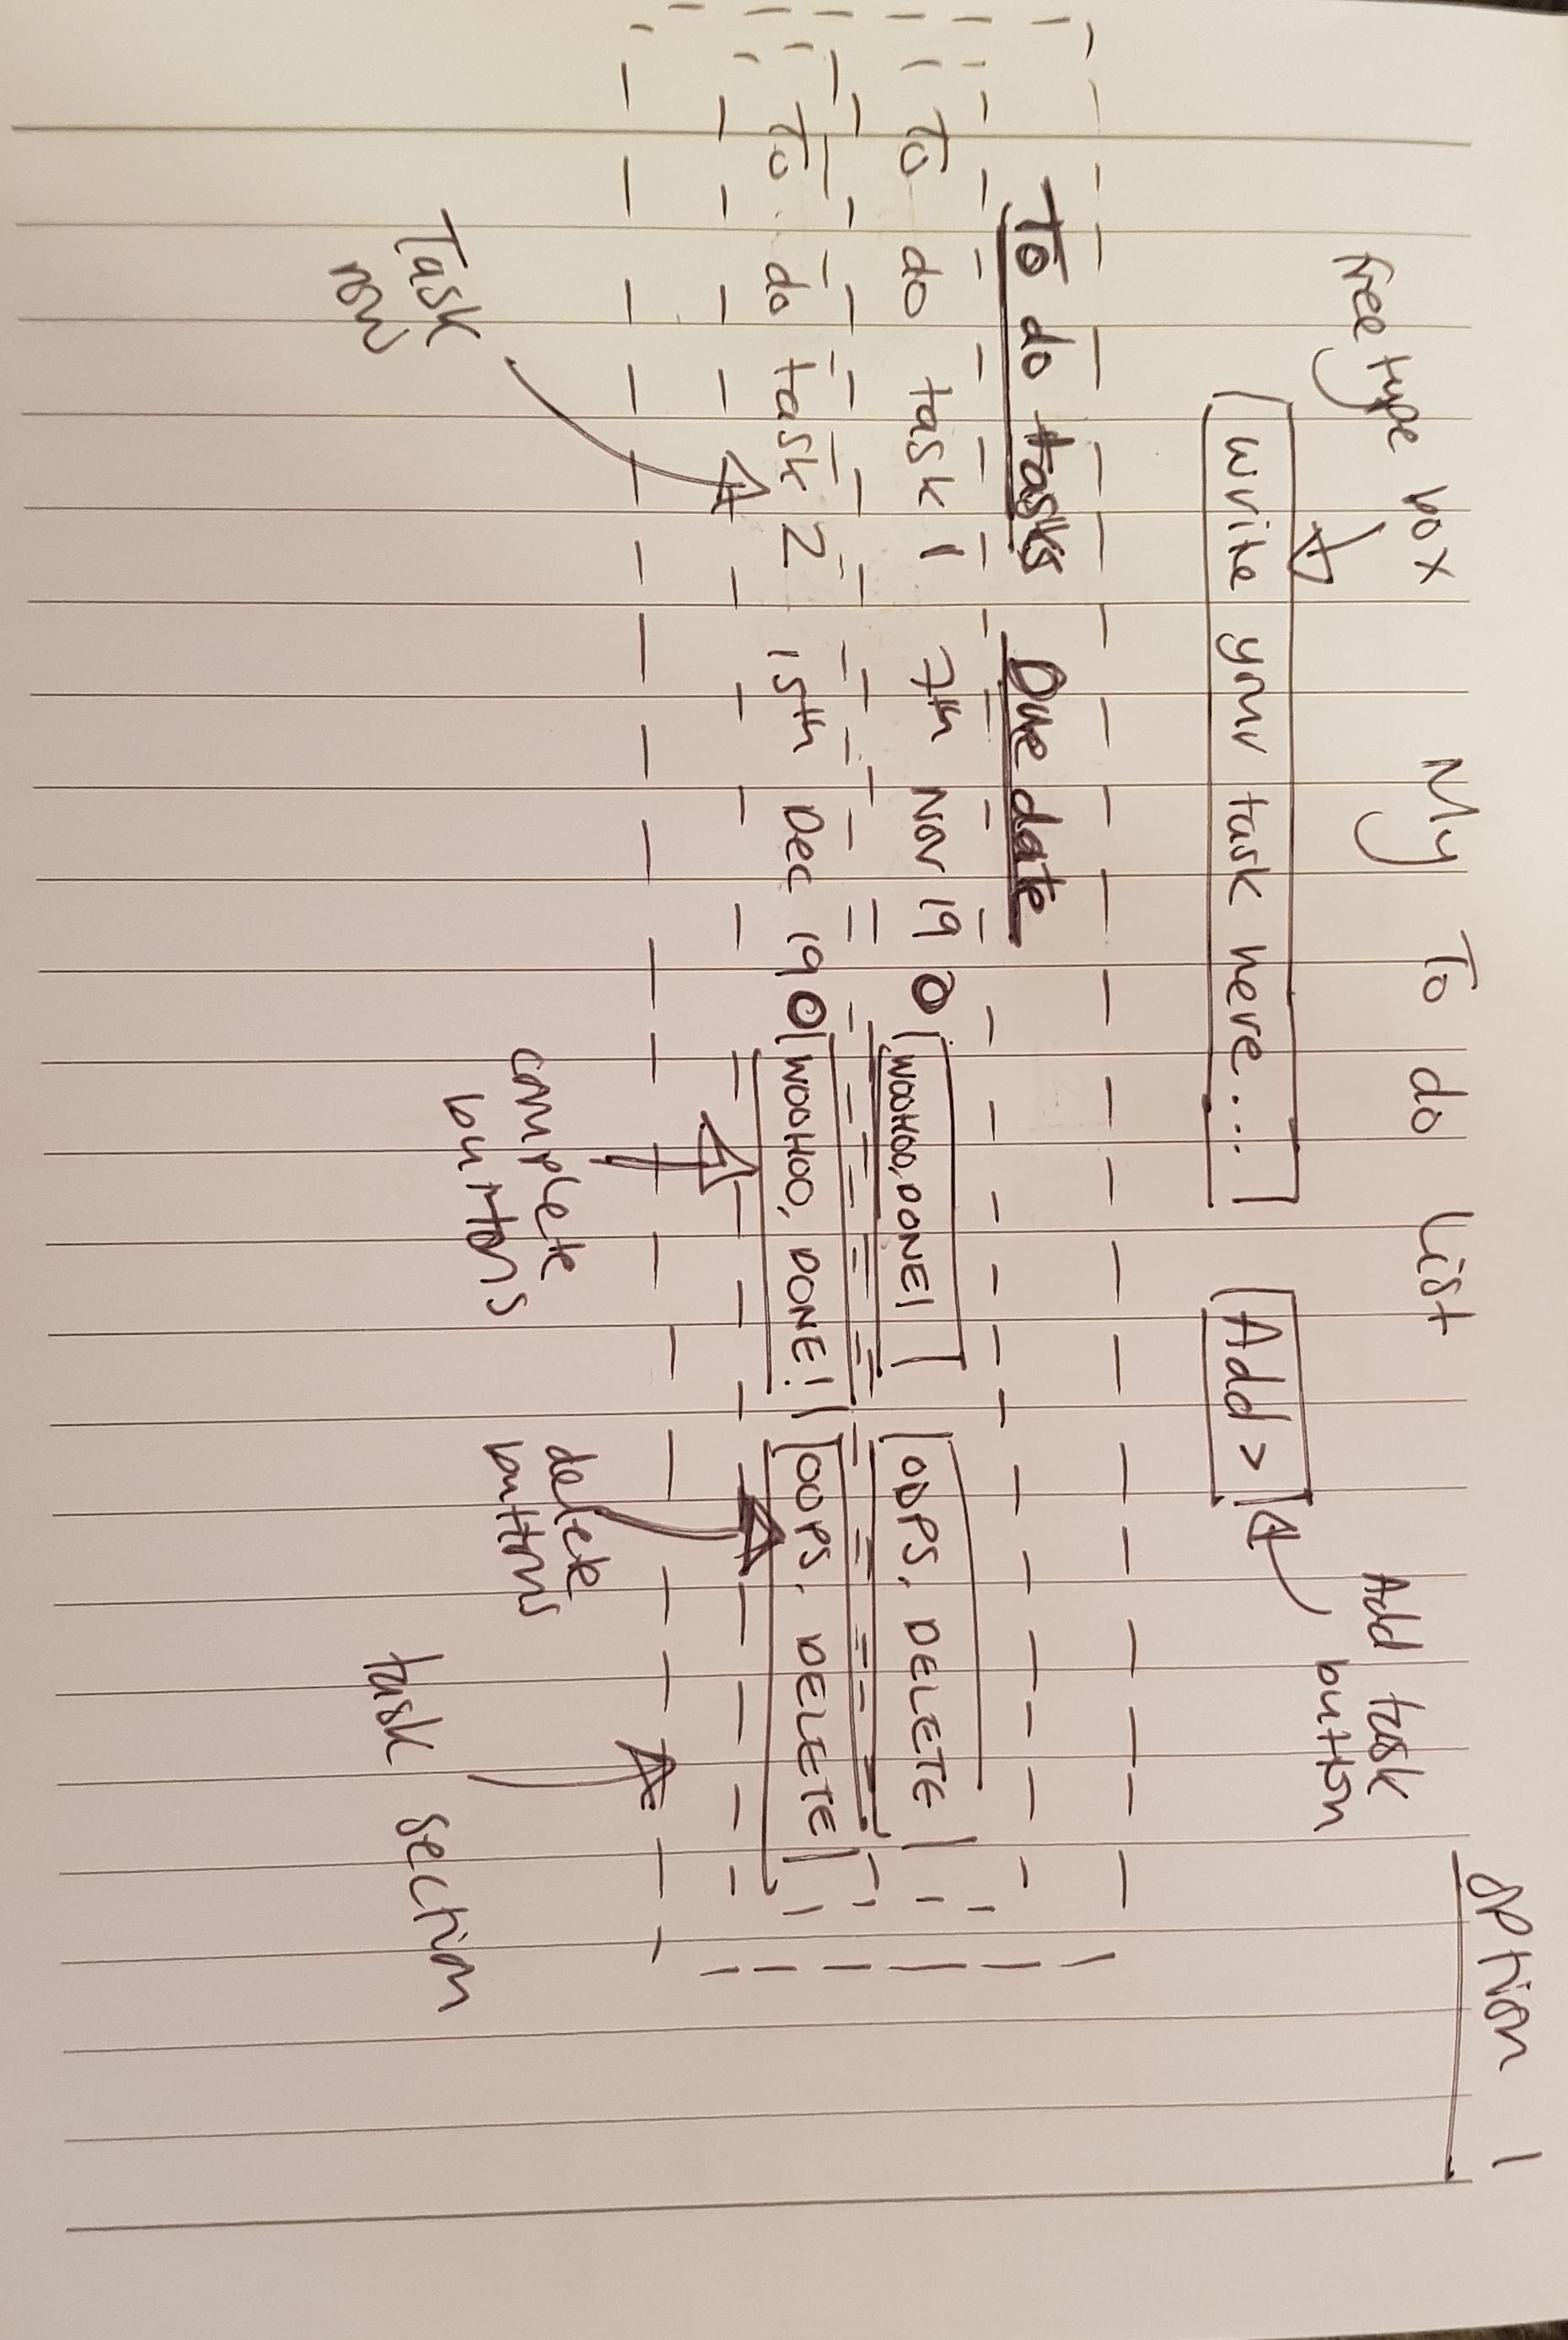 Option 1
My To do List
free type box
Add task
button
Write your task here...
Add >
To do tasks Due date
To do task 1 7th Nov 19 WOOHOO, DONE! OOPS, DELETE
To do task 2 15th Dec 19 WOOHOO, DONE! OOPS, DELETE
Task
row
complete
buttons
delete
buttons
task section